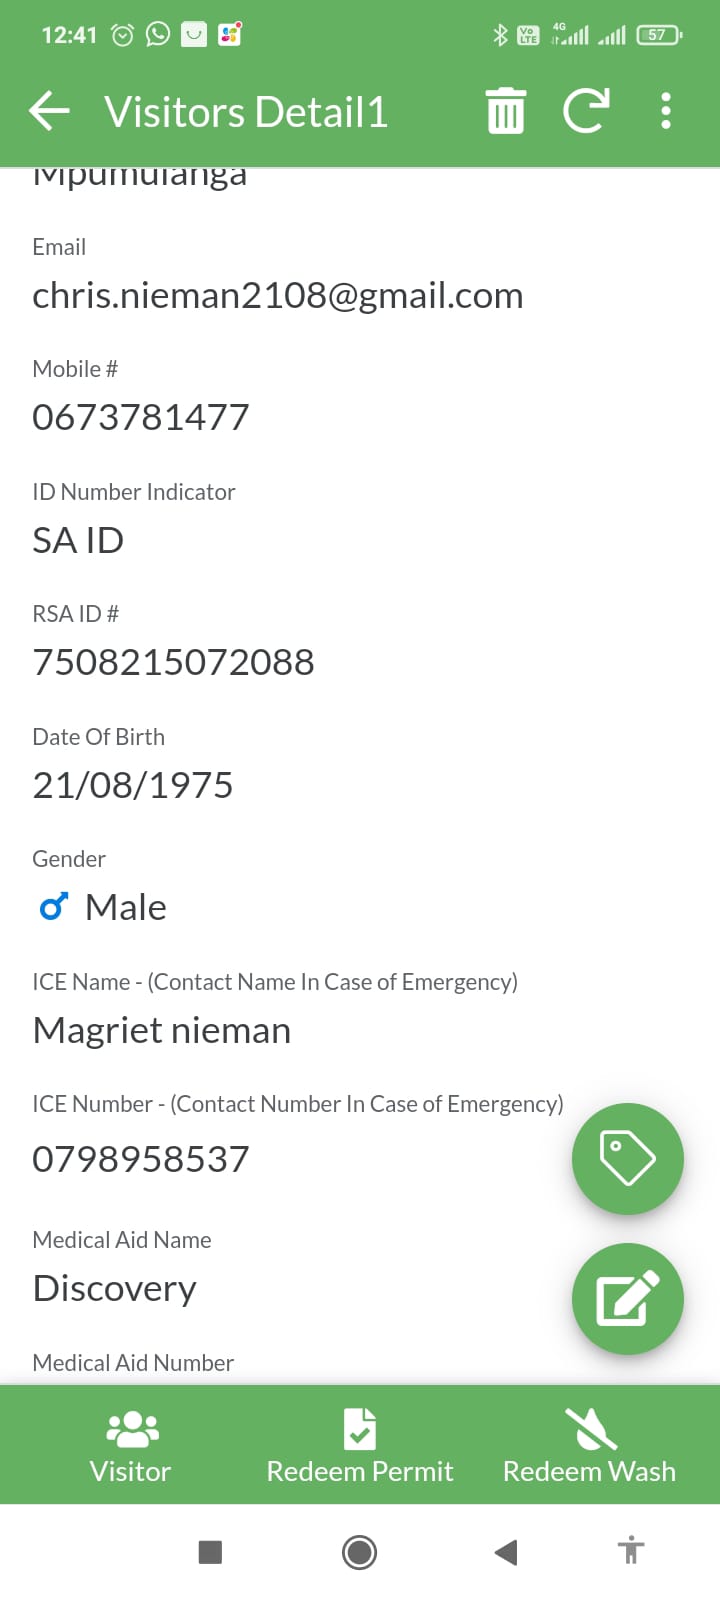 12:41
Vo LTE 4G 57
Visitors Detail1
Mpumulanga
Email
chris.nieman2108@gmail.com
Mobile #
0673781477
ID Number Indicator
SA ID
RSA ID #
7508215072088
Date Of Birth
21/08/1975
Gender
Male
ICE Name - (Contact Name In Case of Emergency)
Magriet nieman
ICE Number - (Contact Number In Case of Emergency)
0798958537
Medical Aid Name
Discovery
Medical Aid Number
Visitor Redeem Permit Redeem Wash